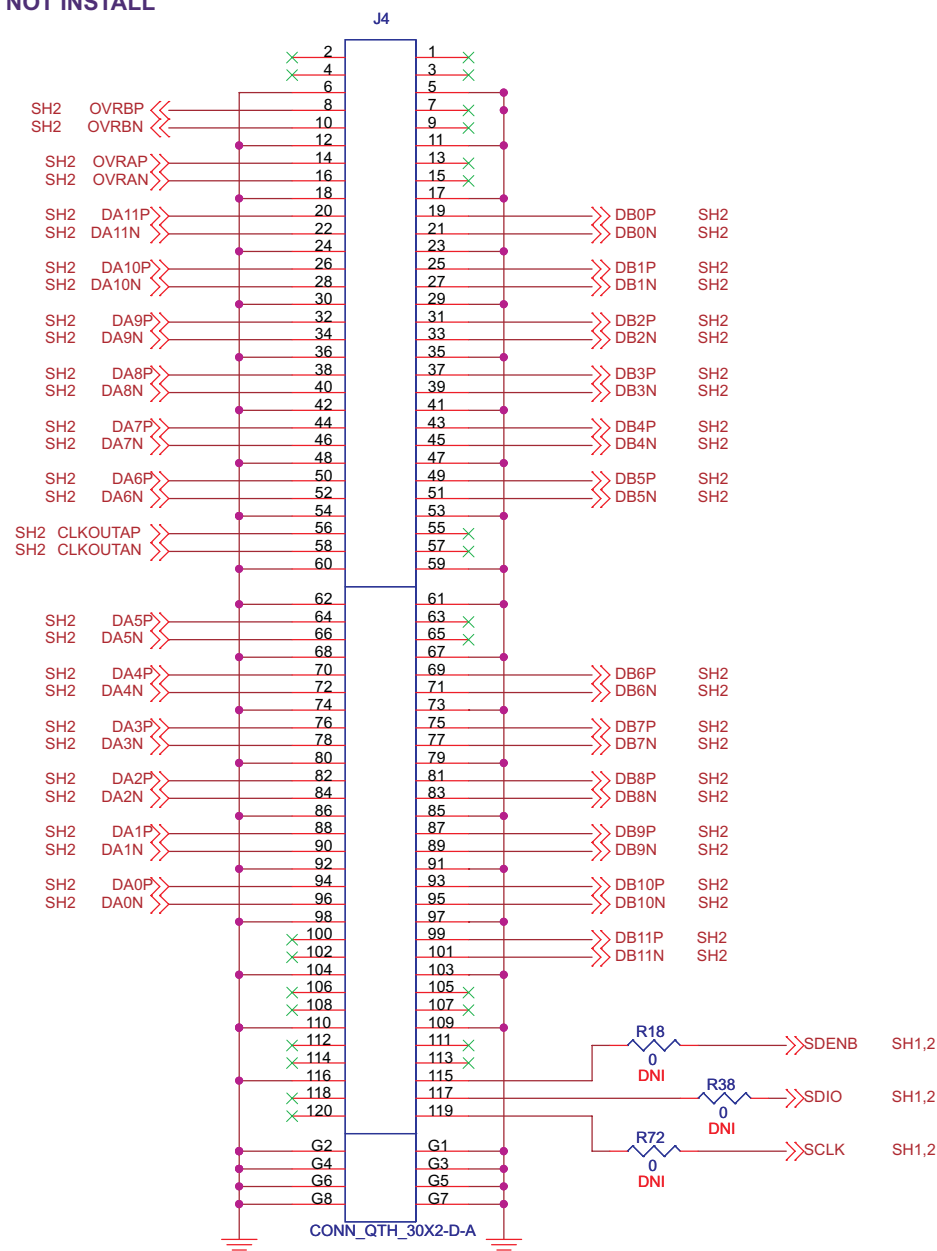 NOT INSTALL
J4
2 1
4 3
6 5
SH2 OVRBP 8 7
SH2 OVRBN 10 9
12 11
SH2 OVRAP 14 13
SH2 OVRAN 16 15
18 17
SH2 DA11P 20 19 DB0P SH2
SH2 DA11N 22 21 DB0N SH2
24 23
SH2 DA10P 26 25 DB1P SH2
SH2 DA10N 28 27 DB1N SH2
30 29
SH2 DA9P 32 31 DB2P SH2
SH2 DA9N 34 33 DB2N SH2
36 35
SH2 DA8P 38 37 DB3P SH2
SH2 DA8N 40 39 DB3N SH2
42 41
SH2 DA7P 44 43 DB4P SH2
SH2 DA7N 46 45 DB4N SH2
48 47
SH2 DA6P 50 49 DB5P SH2
SH2 DA6N 52 51 DB5N SH2
54 53
SH2 CLKOUTAP 56 55
SH2 CLKOUTAN 58 57
60 59
62 61
SH2 DA5P 64 63
SH2 DA5N 66 65
68 67
SH2 DA4P 70 69 DB6P SH2
SH2 DA4N 72 71 DB6N SH2
74 73
SH2 DA3P 76 75 DB7P SH2
SH2 DA3N 78 77 DB7N SH2
80 79
SH2 DA2P 82 81 DB8P SH2
SH2 DA2N 84 83 DB8N SH2
86 85
SH2 DA1P 88 87 DB9P SH2
SH2 DA1N 90 89 DB9N SH2
92 91
SH2 DA0P 94 93 DB10P SH2
SH2 DA0N 96 95 DB10N SH2
98 97
100 99 DB11P SH2
102 101 DB11N SH2
104 103
106 105
108 107
110 109
112 111 R18 SDENB SH1,2
114 113 0
116 115 DNI
118 117 R38 SDIO SH1,2
120 119 0
DNI
G2 G1 R72 SCLK SH1,2
G4 G3 0
G6 G5 DNI
G8 G7
CONN_QTH_30X2-D-A